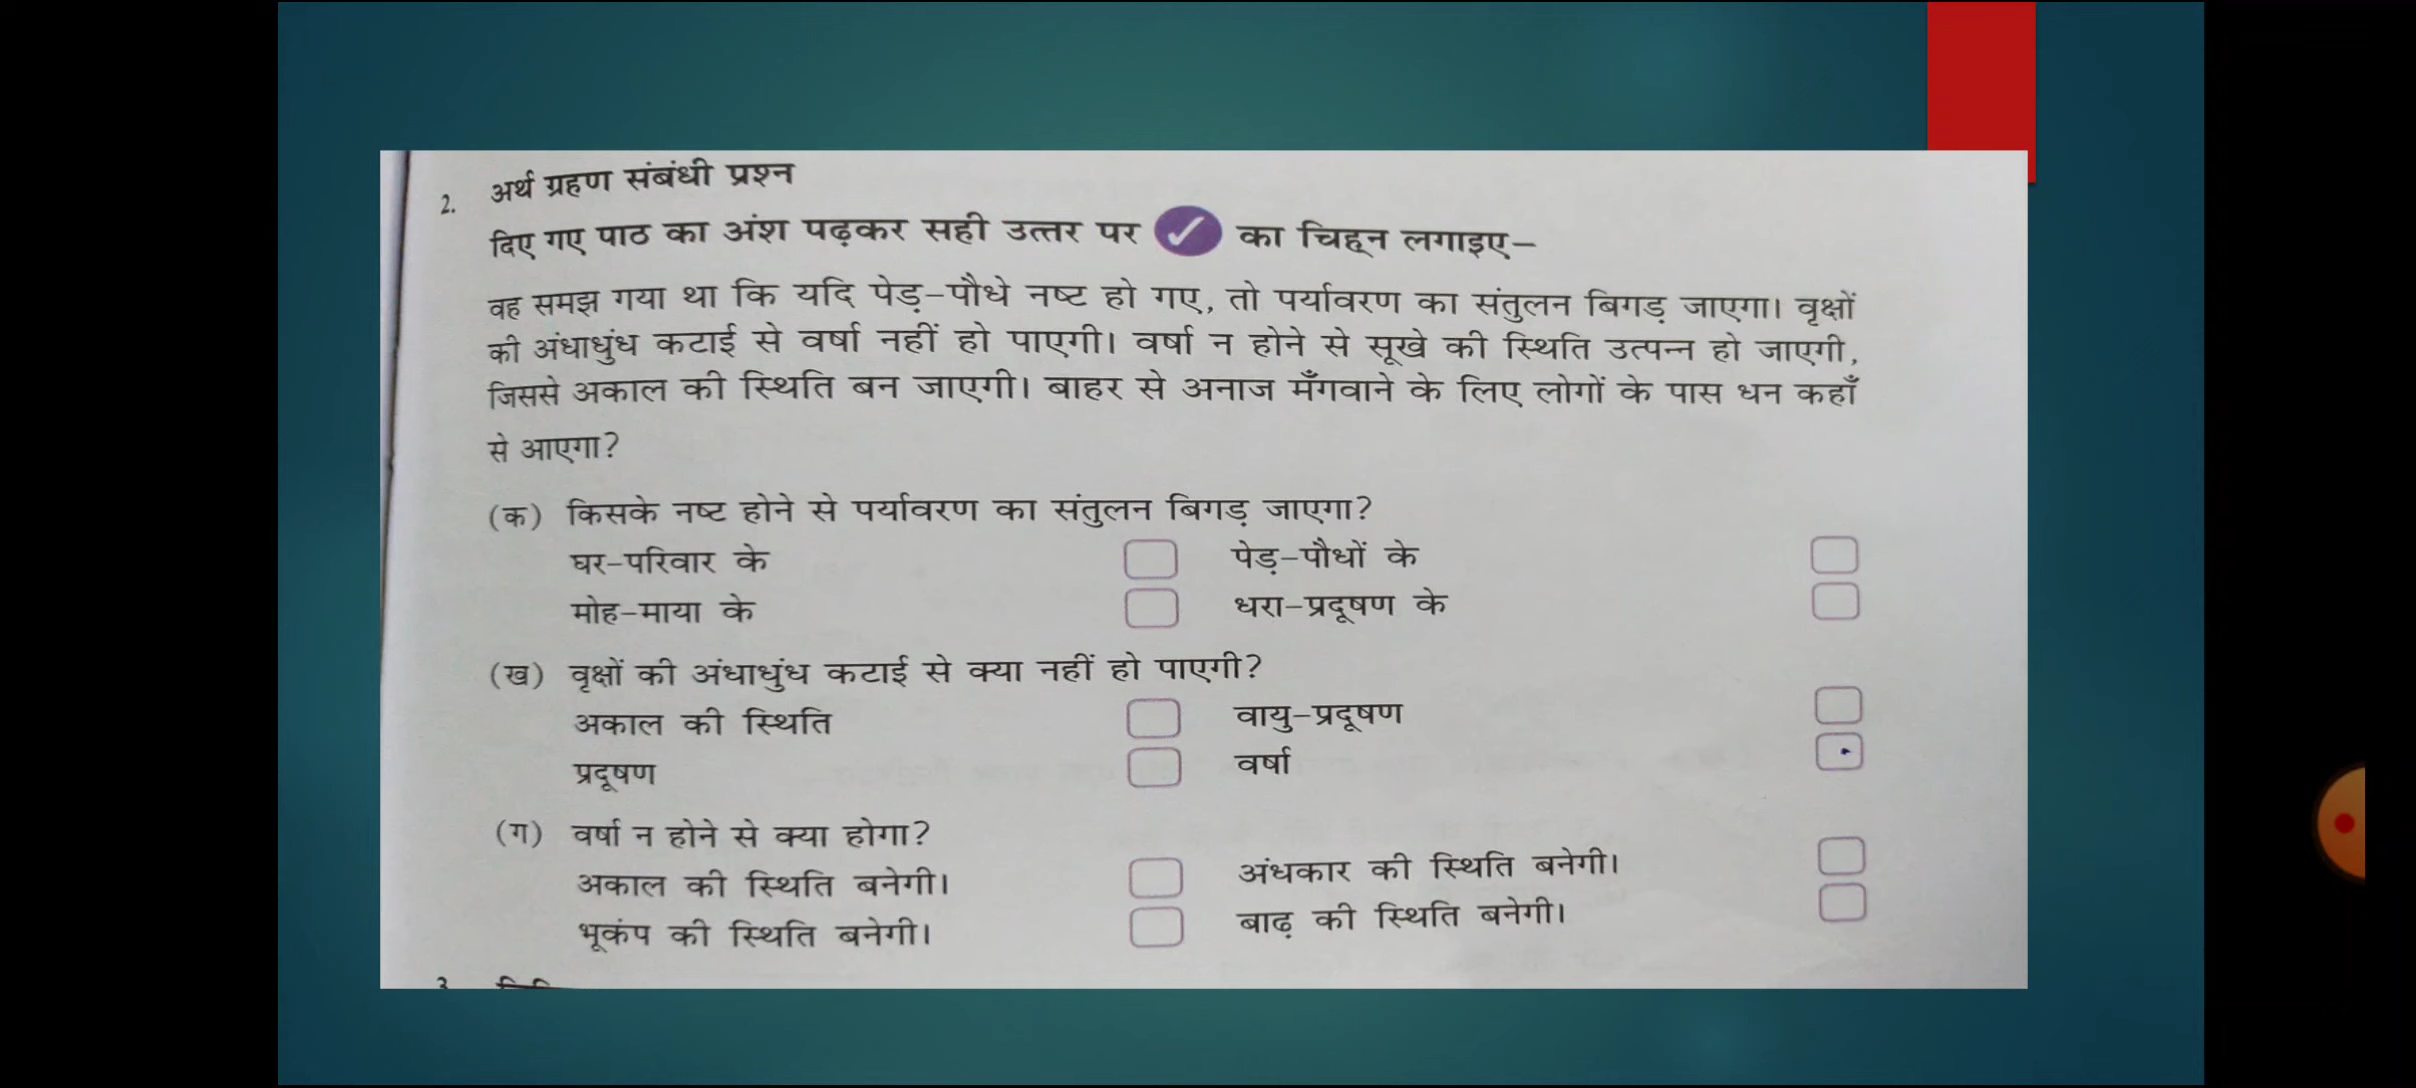 2. अर्थ ग्रहण संबंधी प्रश्न
दिए गए पाठ का अंश पढ़कर सही उत्तर पर ✓ का चिह्न लगाइए–
वह समझ गया था कि यदि पेड़–पौधे नष्ट हो गए, तो पर्यावरण का संतुलन बिगड़ जाएगा। वृक्षों
की अंधाधुंध कटाई से वर्षा नहीं हो पाएगी। वर्षा न होने से सूखे की स्थिति उत्पन्न हो जाएगी,
जिससे अकाल की स्थिति बन जाएगी। बाहर से अनाज मँगवाने के लिए लोगों के पास धन कहाँ
से आएगा?
(क) किसके नष्ट होने से पर्यावरण का संतुलन बिगड़ जाएगा?
घर–परिवार के पेड़–पौधों के
मोह–माया के धरा–प्रदूषण के
(ख) वृक्षों की अंधाधुंध कटाई से क्या नहीं हो पाएगी?
अकाल की स्थिति वायु–प्रदूषण
प्रदूषण वर्षा
(ग) वर्षा न होने से क्या होगा?
अकाल की स्थिति बनेगी। अंधकार की स्थिति बनेगी।
भूकंप की स्थिति बनेगी। बाढ़ की स्थिति बनेगी।